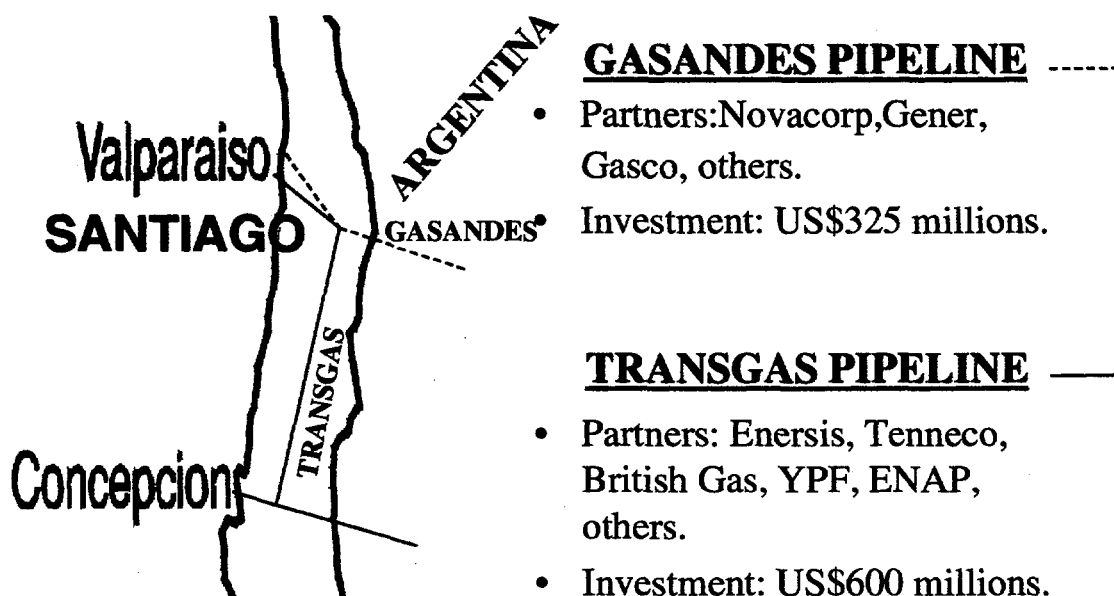 Valparaiso
SANTIAGO
Concepcion
ARGENTINA
GASANDES
TRANSGAS
GASANDES PIPELINE
• Partners:Novacorp,Gener,
Gasco, others.
• Investment: US$325 millions.
TRANSGAS PIPELINE
• Partners: Enersis, Tenneco,
British Gas, YPF, ENAP,
others.
• Investment: US$600 millions.